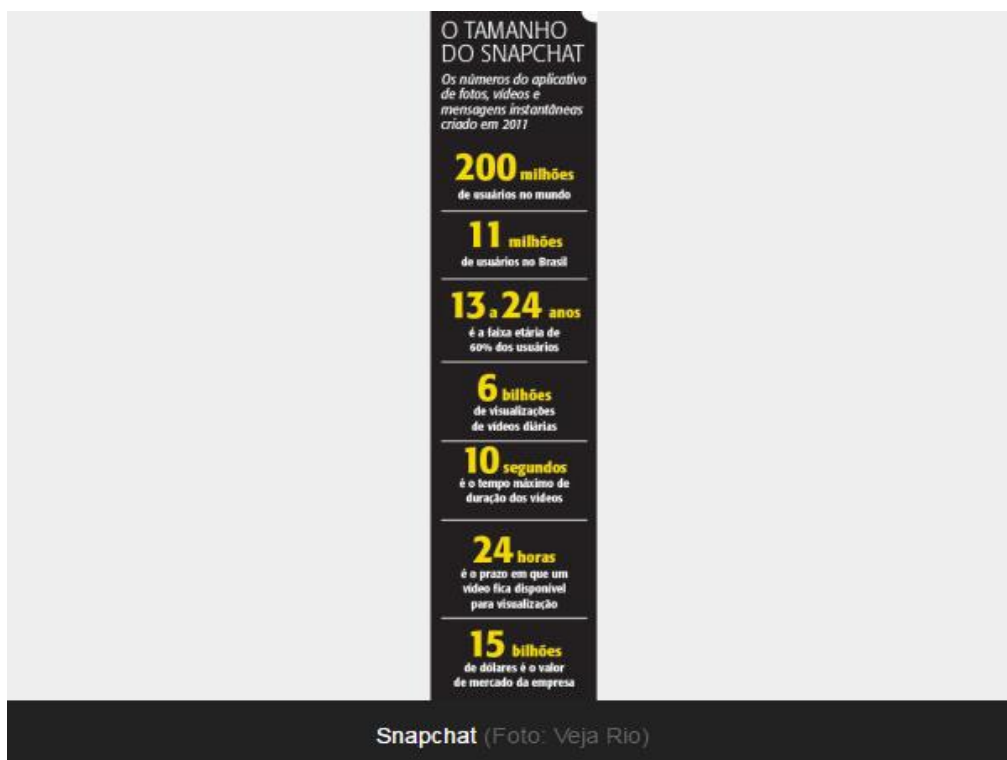 O TAMANHO
DO SNAPCHAT
Os números do aplicativo
de fotos, vídeos e
mensagens instantâneas
criado em 2011
200 milhões
de usuários no mundo
11 milhões
de usuários no Brasil
13 a 24 anos
é a faixa etária de
60% dos usuários
6 bilhões
de visualizações
de vídeos diárias
10 segundos
é o tempo máximo de
duração dos vídeos
24 horas
é o prazo em que um
vídeo fica disponível
para visualização
15 bilhões
de dólares é o valor
de mercado da empresa
Snapchat (Foto: Veja Rio)